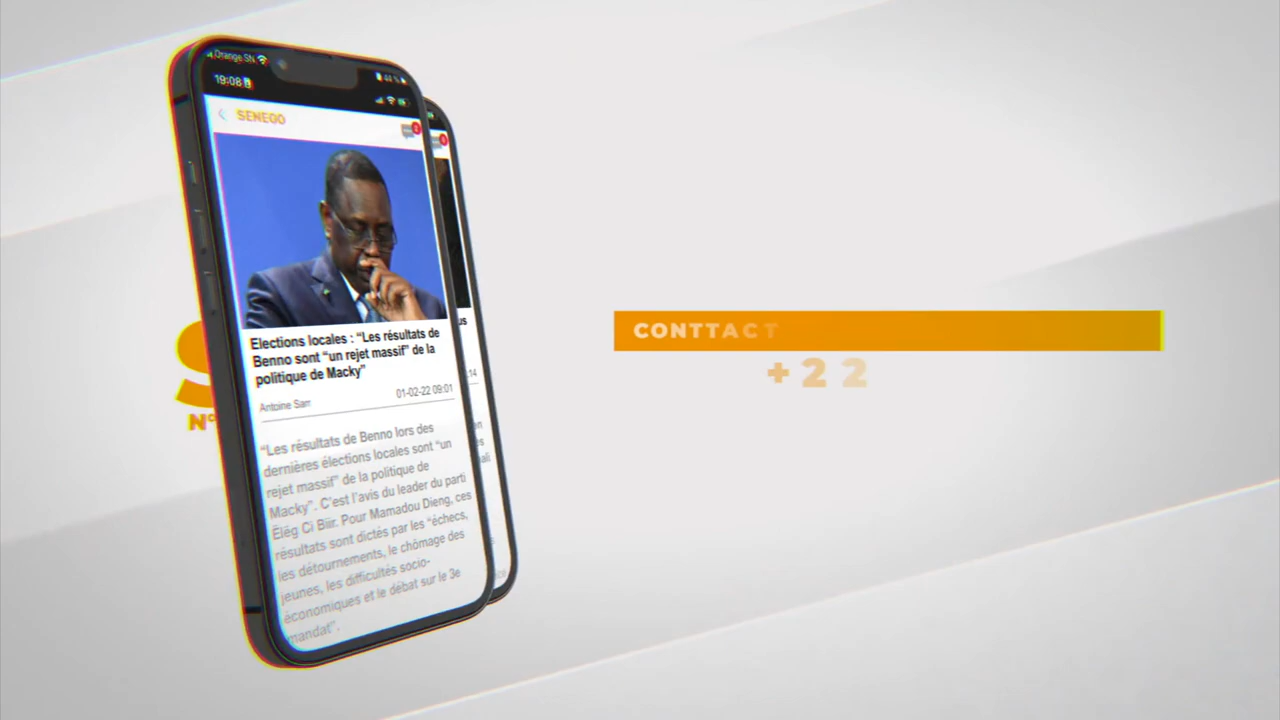 Orange SN
19:08
44 %
SENEGO
Elections locales : “Les résultats de
Benno sont “un rejet massif” de la
politique de Macky”
Antoine Sarr
01-02-22 09:01
“Les résultats de Benno lors des
dernières élections locales sont “un
rejet massif” de la politique de
Macky”. C’est l’avis du leader du parti
Ëlëg Ci Biir. Pour Mamadou Dieng, ces
résultats sont dictés par les “échecs,
les détournements, le chômage des
jeunes, les difficultés socio-
économiques et le débat sur le 3e
mandat”.
N°
CONTTACT
+22